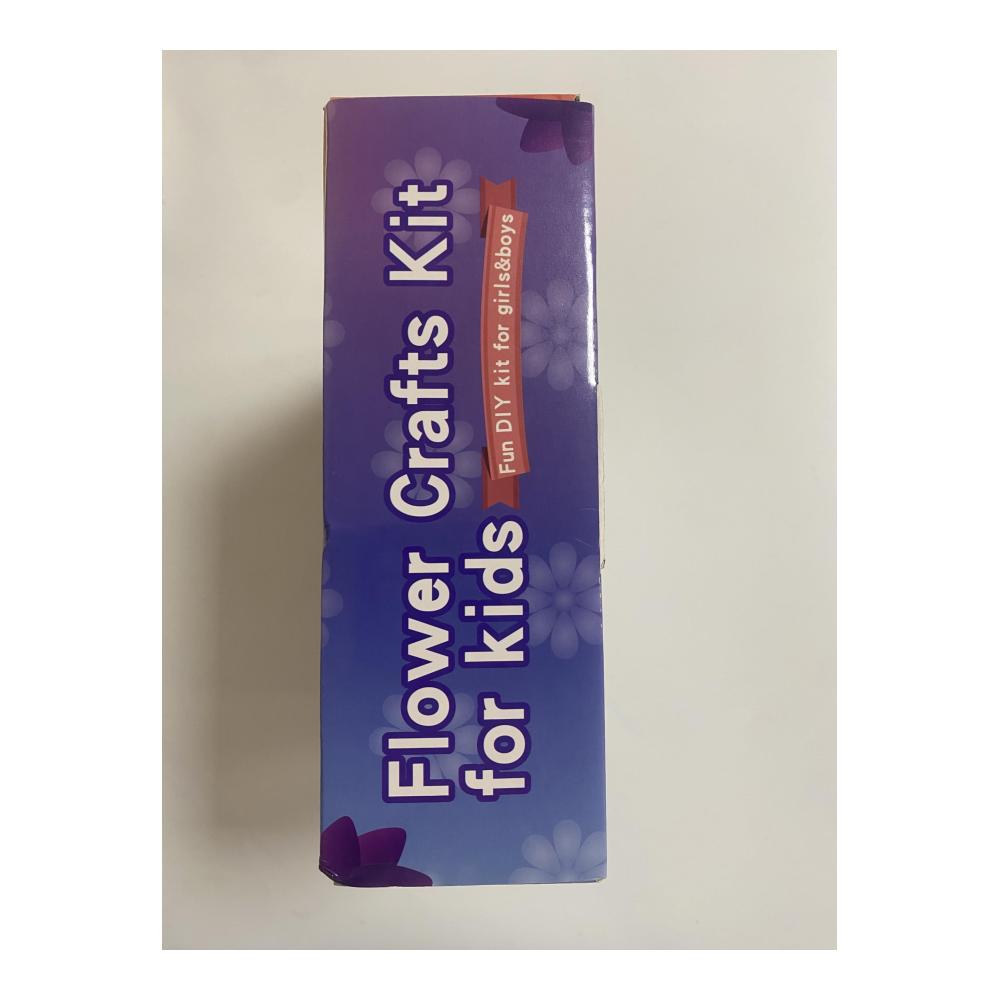 Flower Crafts Kit
for kids
Fun DIY kit for girls&boys